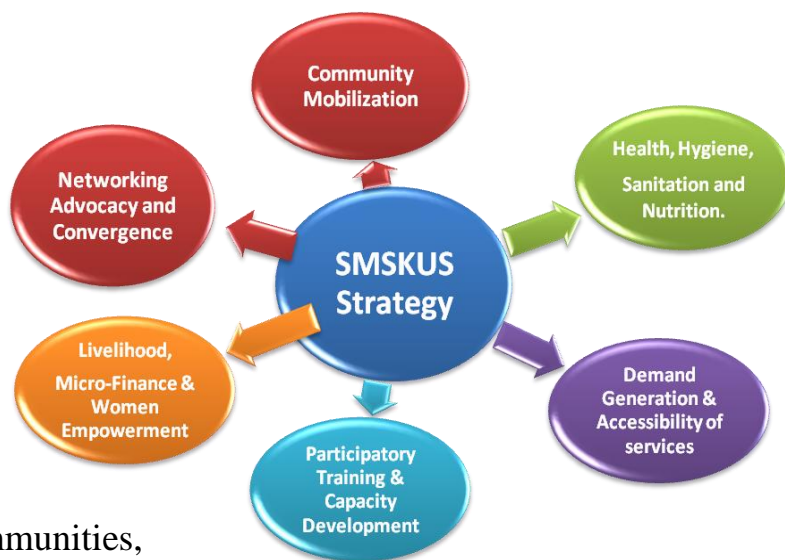 Community
Mobilization
Health, Hygiene,
Sanitation and
Nutrition.
Networking
Advocacy and
Convergence
SMSKUS
Strategy
Livelihood,
Micro-Finance &
Women
Empowerment
Demand
Generation &
Accessibility of
services
Participatory
Training &
Capacity
Development